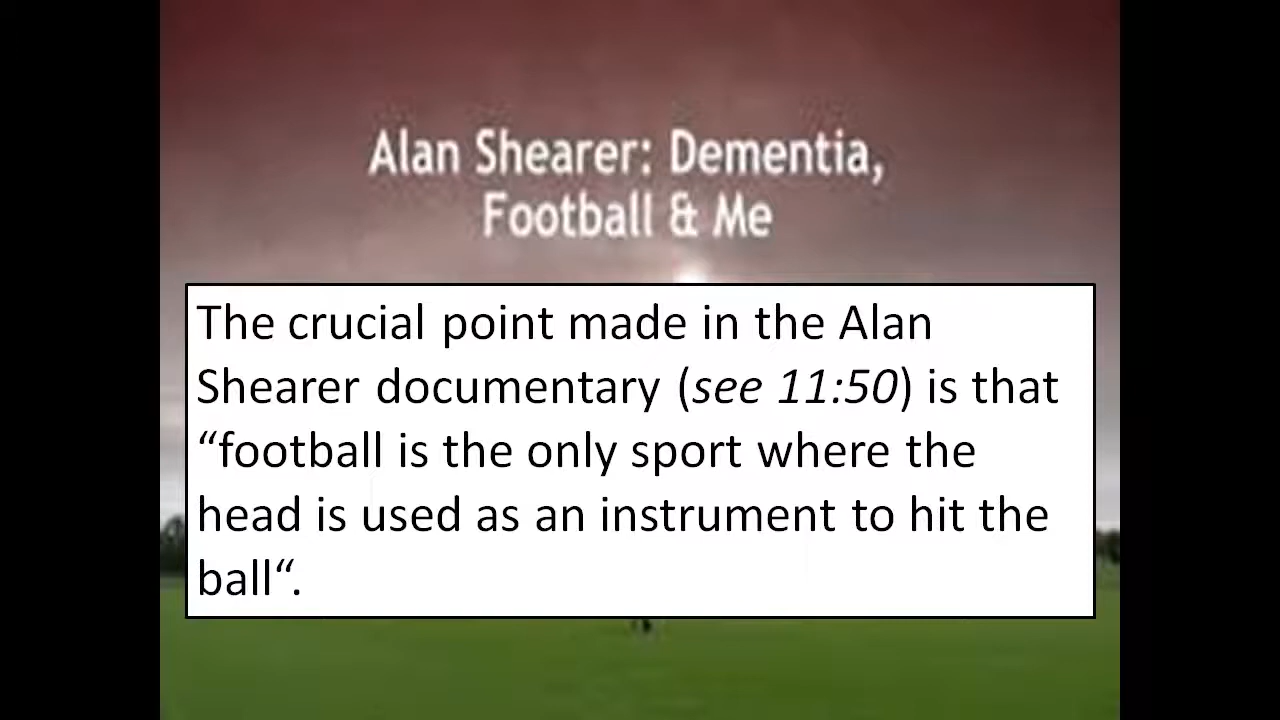 Alan Shearer: Dementia,
Football & Me
The crucial point made in the Alan
Shearer documentary (see 11:50) is that
“football is the only sport where the
head is used as an instrument to hit the
ball“.